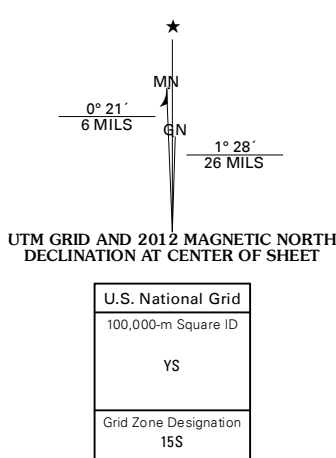 ★
MN
0° 21´
6 MILS
GN
1° 28´
26 MILS
UTM GRID AND 2012 MAGNETIC NORTH
DECLINATION AT CENTER OF SHEET
U.S. National Grid
100,000-m Square ID
YS
Grid Zone Designation
15S